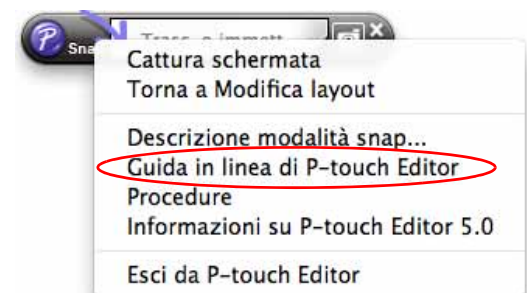 Snap
Cattura schermata
Torna a Modifica layout
Descrizione modalità snap...
Guida in linea di P-touch Editor
Procedure
Informazioni su P-touch Editor 5.0
Esci da P-touch Editor